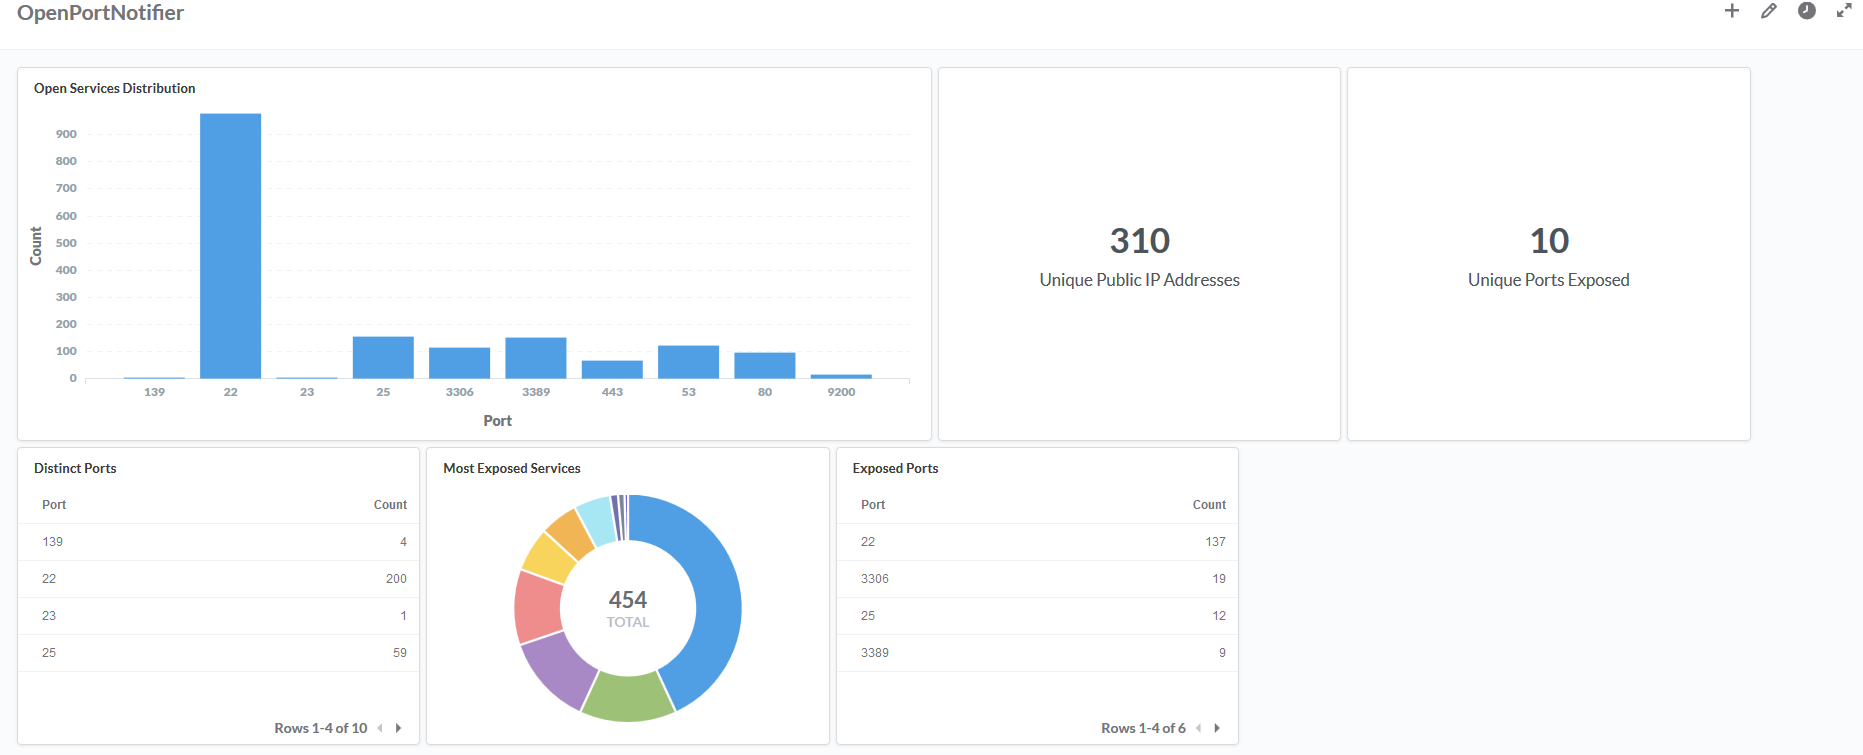 OpenPortNotifier
Open Services Distribution
900
800
700
600
500
400
300
200
100
0
Count
139 22 23 25 3306 3389 443 53 80 9200
Port
310
Unique Public IP Addresses
10
Unique Ports Exposed
Distinct Ports
Port Count
139 4
22 200
23 1
25 59
Rows 1-4 of 10
Most Exposed Services
454
TOTAL
Exposed Ports
Port Count
22 137
3306 19
25 12
3389 9
Rows 1-4 of 6